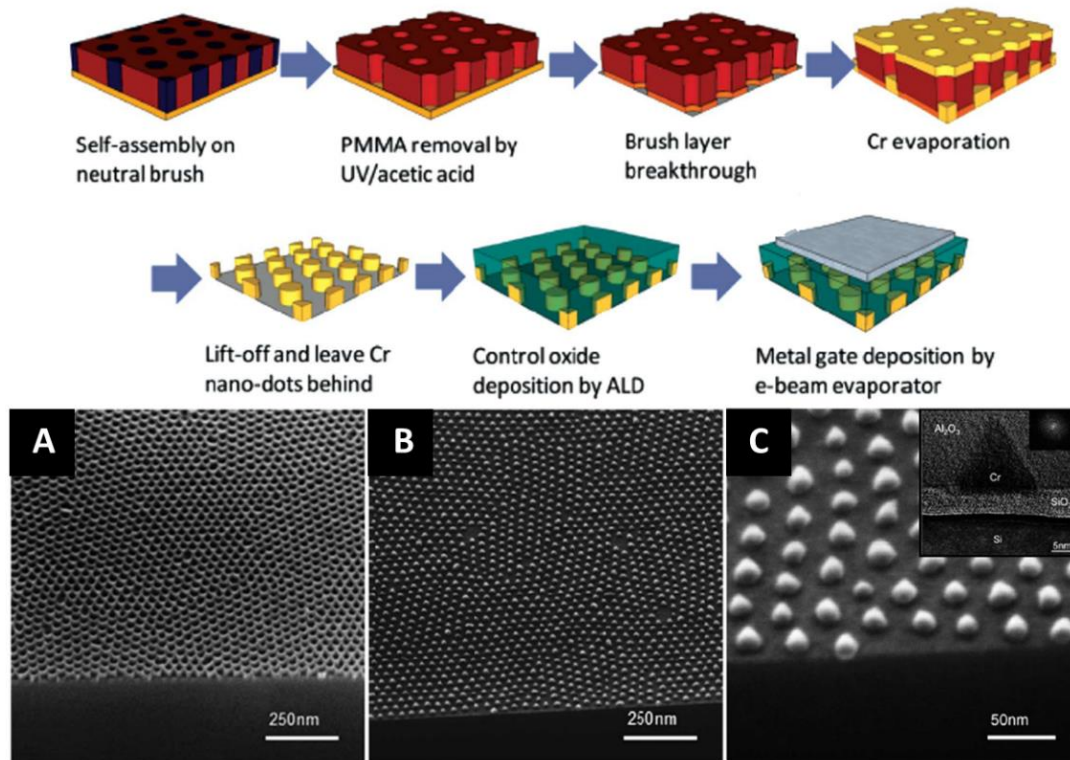 Self-assembly on
neutral brush
PMMA removal by
UV/acetic acid
Brush layer
breakthrough
Cr evaporation
Lift-off and leave Cr
nano-dots behind
Control oxide
deposition by ALD
Metal gate deposition by
e-beam evaporator
A
250nm
B
250nm
C
Al₂O₃
Cr
SiO
Si
5nm
50nm